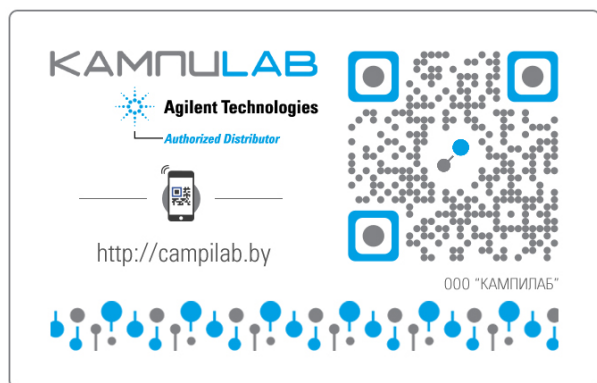 КАМПИLAB
Agilent Technologies
Authorized Distributor
http://campilab.by
ООО "КАМПИЛАБ"